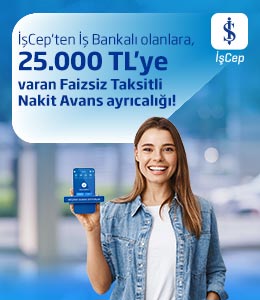 İşCep'ten İş Bankalı olanlara,
25.000 TL'ye
varan Faizsiz Taksitli
Nakit Avans ayrıcalığı!
İşCep